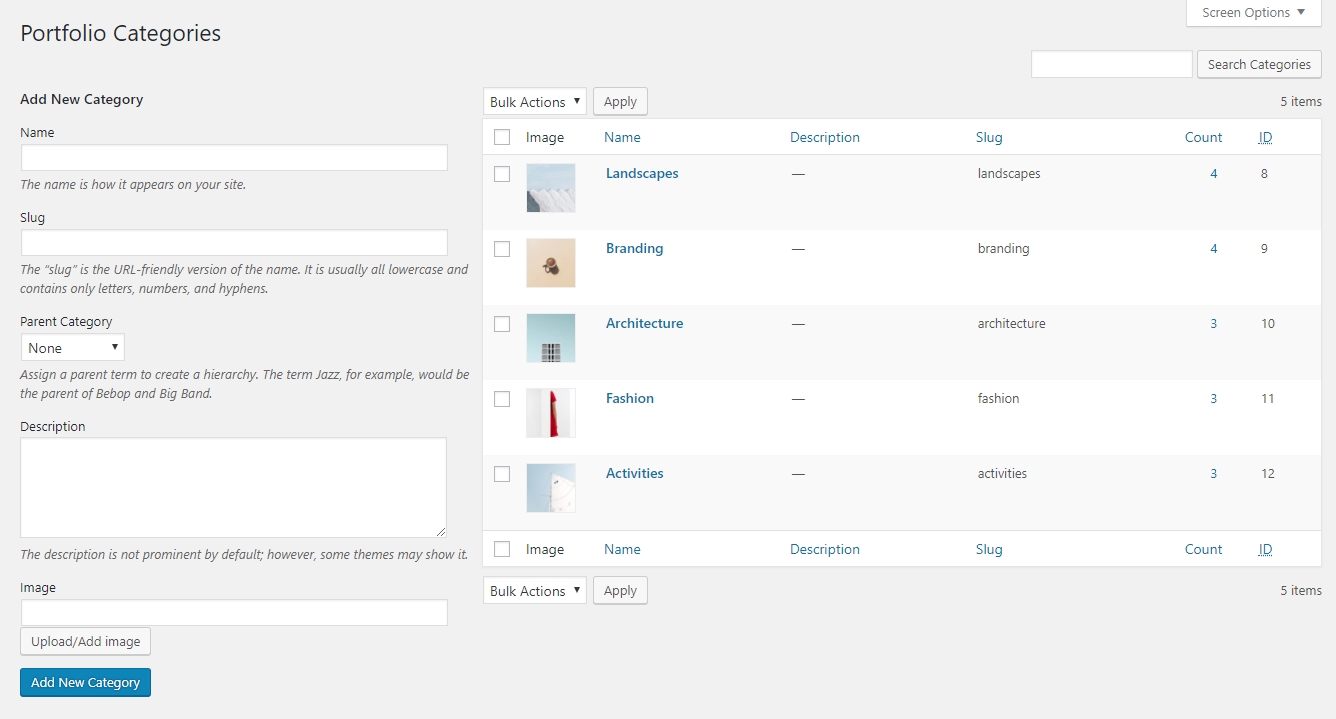 Screen Options ▼
Portfolio Categories
Search Categories
Add New Category
Name
The name is how it appears on your site.
Slug
The “slug” is the URL-friendly version of the name. It is usually all lowercase and
contains only letters, numbers, and hyphens.
Parent Category
None ▼
Assign a parent term to create a hierarchy. The term Jazz, for example, would be
the parent of Bebop and Big Band.
Description
The description is not prominent by default; however, some themes may show it.
Image
Upload/Add image
Add New Category
Bulk Actions ▼ Apply 5 items
Image Name Description Slug Count ID
Landscapes — landscapes 4 8
Branding — branding 4 9
Architecture — architecture 3 10
Fashion — fashion 3 11
Activities — activities 3 12
Image Name Description Slug Count ID
Bulk Actions ▼ Apply 5 items